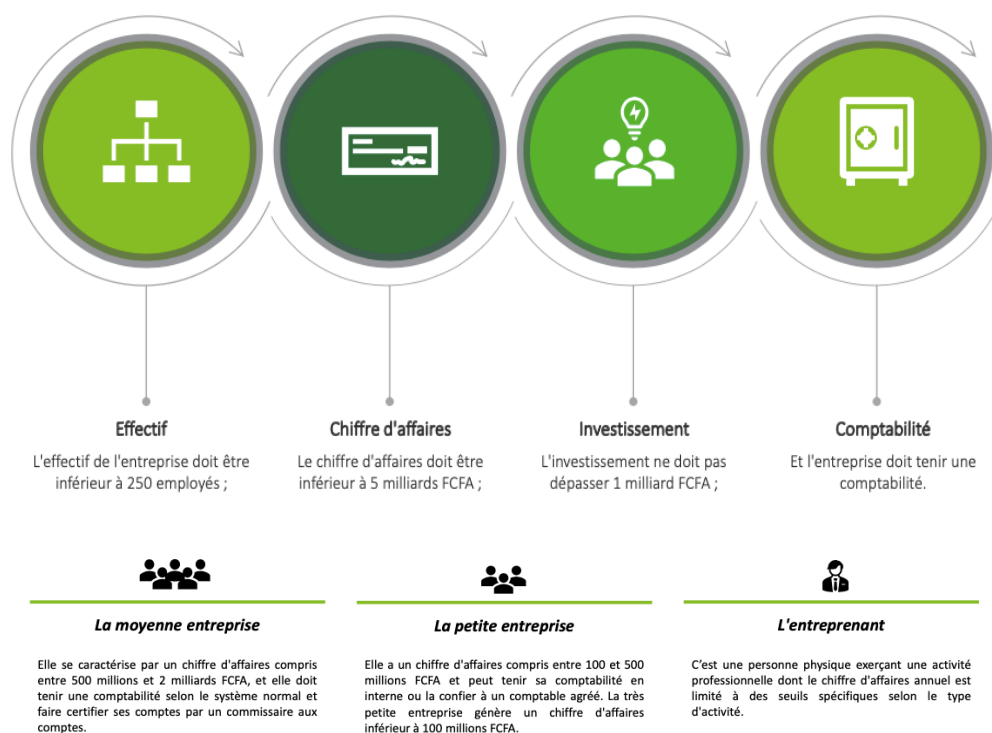 Effectif
L'effectif de l'entreprise doit être
inférieur à 250 employés ;
Chiffre d'affaires
Le chiffre d'affaires doit être
inférieur à 5 milliards FCFA ;
Investissement
L'investissement ne doit pas
dépasser 1 milliard FCFA ;
Comptabilité
Et l'entreprise doit tenir une
comptabilité.
La moyenne entreprise
Elle se caractérise par un chiffre d'affaires compris
entre 500 millions et 2 milliards FCFA, et elle doit
tenir une comptabilité selon le système normal et
faire certifier ses comptes par un commissaire aux
comptes.
La petite entreprise
Elle a un chiffre d'affaires compris entre 100 et 500
millions FCFA et peut tenir sa comptabilité en
interne ou la confier à un comptable agréé. La très
petite entreprise génère un chiffre d'affaires
inférieur à 100 millions FCFA.
L'entreprenant
C'est une personne physique exerçant une activité
professionnelle dont le chiffre d'affaires annuel est
limité à des seuils spécifiques selon le type
d'activité.